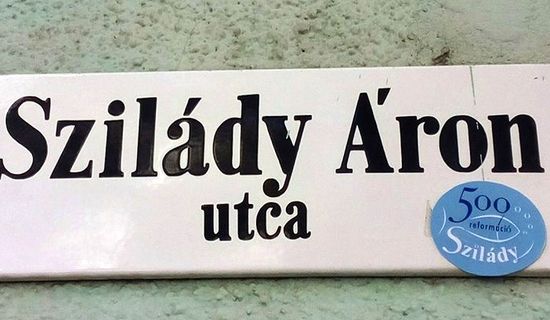 Szilády Áron
utca
500
reformáció
Szilády